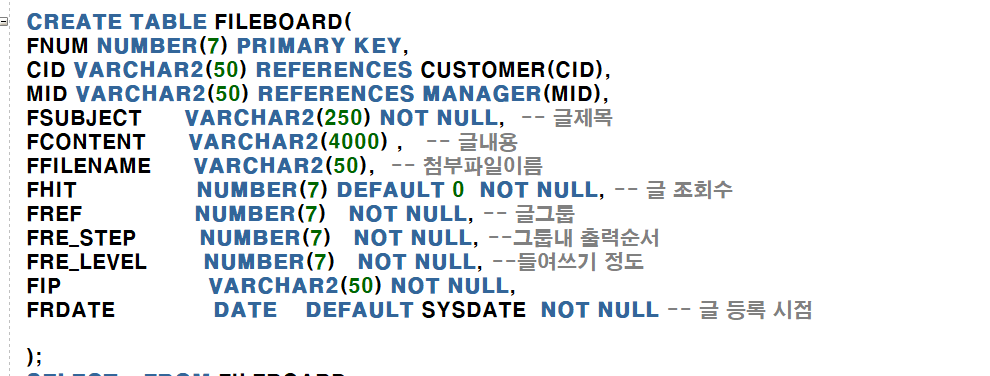 CREATE TABLE FILEBOARD(
FNUM NUMBER(7) PRIMARY KEY,
CID VARCHAR2(50) REFERENCES CUSTOMER(CID),
MID VARCHAR2(50) REFERENCES MANAGER(MID),
FSUBJECT VARCHAR2(250) NOT NULL, -- 글제목
FCONTENT VARCHAR2(4000) , -- 글내용
FFILENAME VARCHAR2(50), -- 첨부파일이름
FHIT NUMBER(7) DEFAULT 0 NOT NULL, -- 글 조회수
FREF NUMBER(7) NOT NULL, -- 글그룹
FRE_STEP NUMBER(7) NOT NULL, --그룹내 출력순서
FRE_LEVEL NUMBER(7) NOT NULL, --들여쓰기 정도
FIP VARCHAR2(50) NOT NULL,
FRDATE DATE DEFAULT SYSDATE NOT NULL -- 글 등록 시점
);